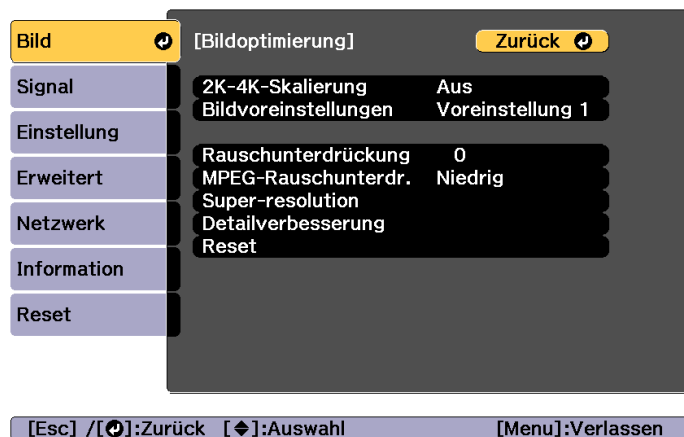 Bild
Signal
Einstellung
Erweitert
Netzwerk
Information
Reset
[Bildoptimierung] Zurück
2K-4K-Skalierung Aus
Bildvoreinstellungen Voreinstellung 1
Rauschunterdrückung 0
MPEG-Rauschunterdr. Niedrig
Super-resolution
Detailverbesserung
Reset
[Esc] /[]:Zurück []:Auswahl [Menu]:Verlassen